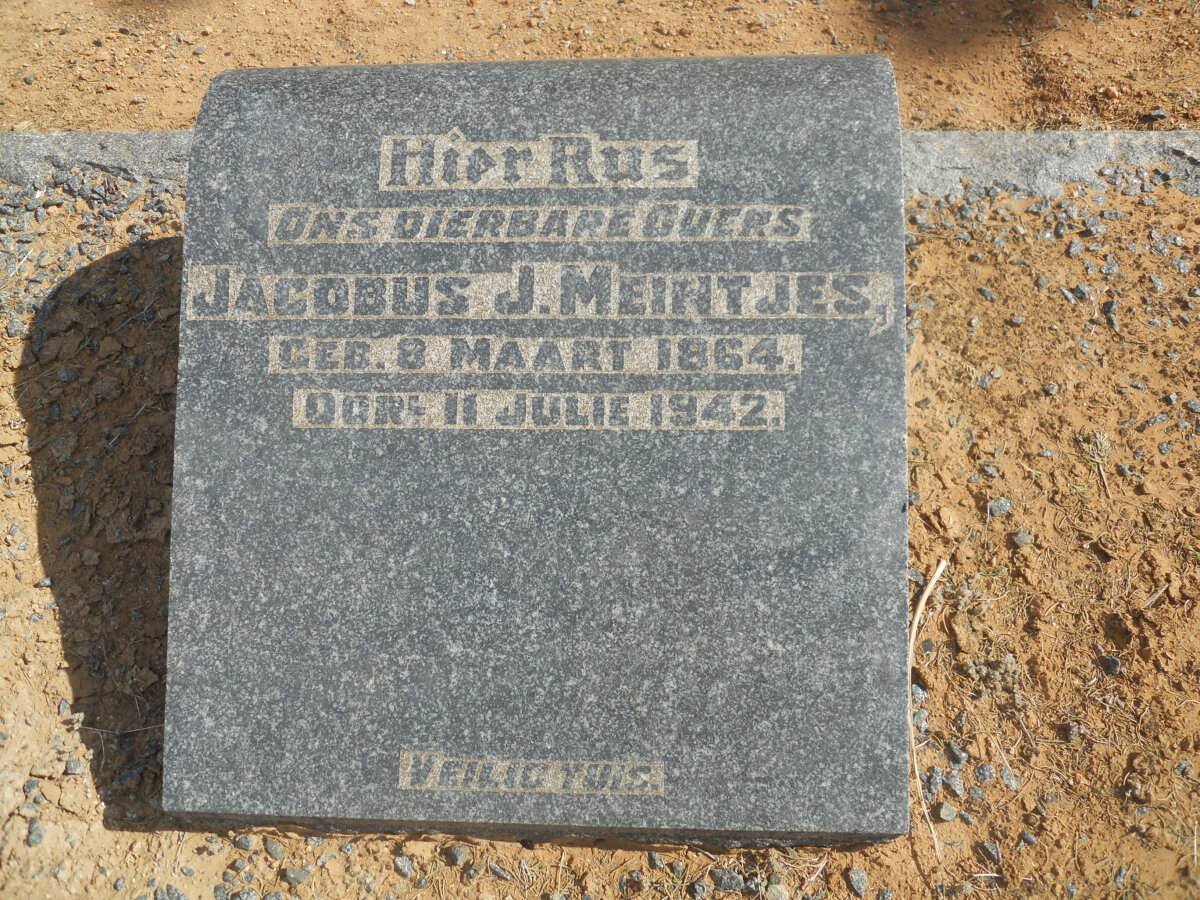 Hier Rus
ONS DIERBARE OUERS
JACOBUS J. MEINTJES,
GEB. 8 MAART 1864.
OORL. 11 JULIE 1942.
VEILIG TUIS.